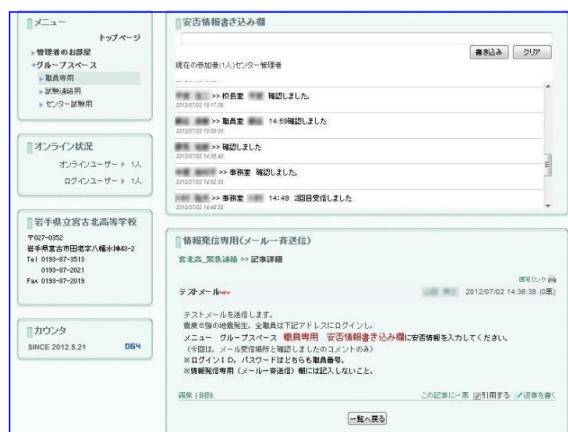 メニュー
トップページ
管理者のお部屋
グループスペース
職員専用
試験連絡用
センター試験用
オンライン状況
オンラインユーザー 1人
ログインユーザー 1人
岩手県立宮古北高等学校
〒027-0352
岩手県宮古市田老字八幡水神43-2
Tel 0193-87-3513
0193-87-2021
Fax 0193-87-2019
カウンタ
SINCE 2012.5.21 064
安否情報書き込み欄
書き込み クリア
現在の参加者(1人)センター管理者
>> 校長室 確認しました。
2012/07/02 15:17:38
>> 職員室 14:59確認しました
2012/07/02 15:00:00
>> 確認しました
2012/07/02 14:58:40
>> 事務室 確認しました。
2012/07/02 14:52:35
>> 事務室 14:49 2回目受信しました
2012/07/02 14:49:28
情報発信専用(メール一斉送信)
宮古北高_緊急連絡 >> 記事詳細
固定リンク
テストメール new 2012/07/02 14:38:38 (0票)
テストメールを送信します。
震度6強の地震発生。全職員は下記アドレスにログインし、
メニュー グループスペース 職員専用 安否情報書き込み欄に安否情報を入力してください。
(今回は、メール受信場所と確認しましたのコメントのみ)
※ログインID、パスワードはどちらも職員番号。
※情報発信専用(メール一斉送信)欄には記入しないこと。
編集 | 削除 この記事に一票 引用する 返事を書く
一覧へ戻る